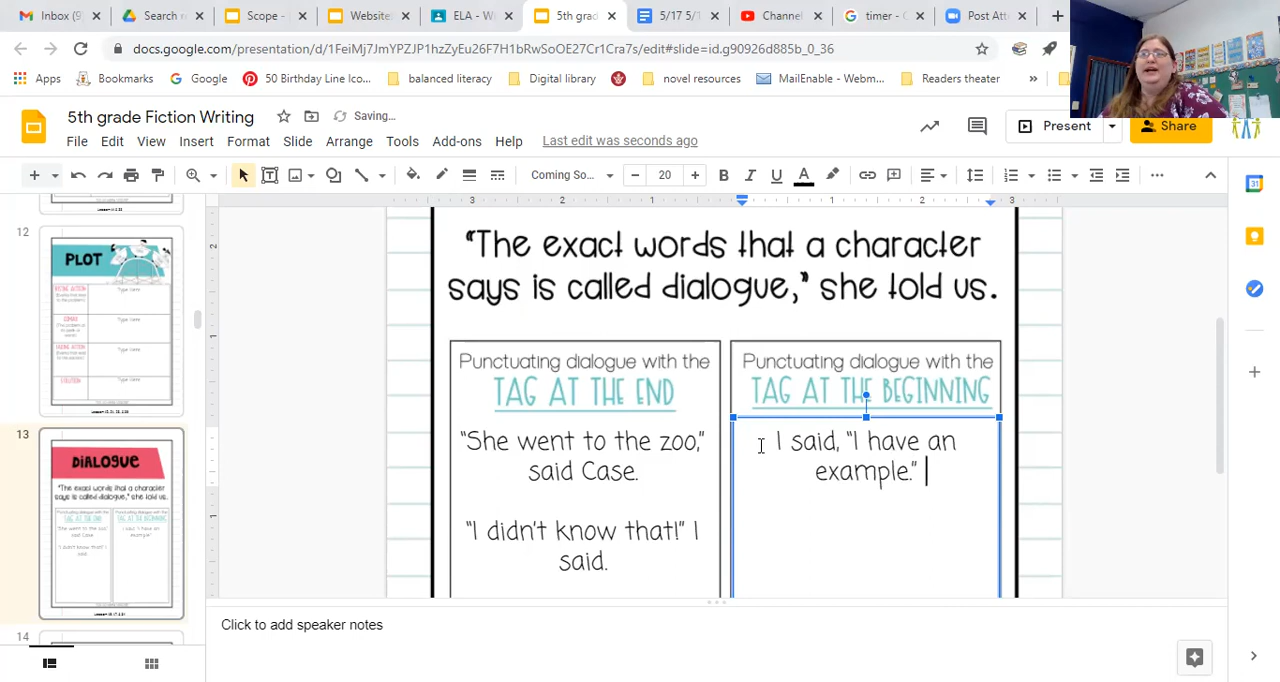 Inbox (9
Search r
Scope -
Website:
ELA - W
5th grad
5/17 5/1
Channel
timer - G
Post Att
docs.google.com/presentation/d/1FeiMj7JmYPZJP1hzZyEu26F7H1bRwSoOE27Cr1Cra7s/edit#slide=id.g90926d885b_0_36
Apps
Bookmarks
Google
50 Birthday Line Ico...
balanced literacy
Digital library
novel resources
MailEnable - Webm...
Readers theater
»
5th grade Fiction Writing
Saving...
File Edit View Insert Format Slide Arrange Tools Add-ons Help
Last edit was seconds ago
Present
Share
Coming So...
20
B I U A
12
PLOT
13
DIALOGUE
14
“The exact words that a character
says is called dialogue,” she told us.
Punctuating dialogue with the
TAG AT THE END
“She went to the zoo,”
said Case.
“I didn’t know that!” I
said.
Punctuating dialogue with the
TAG AT THE BEGINNING
I said, “I have an
example.”
Click to add speaker notes